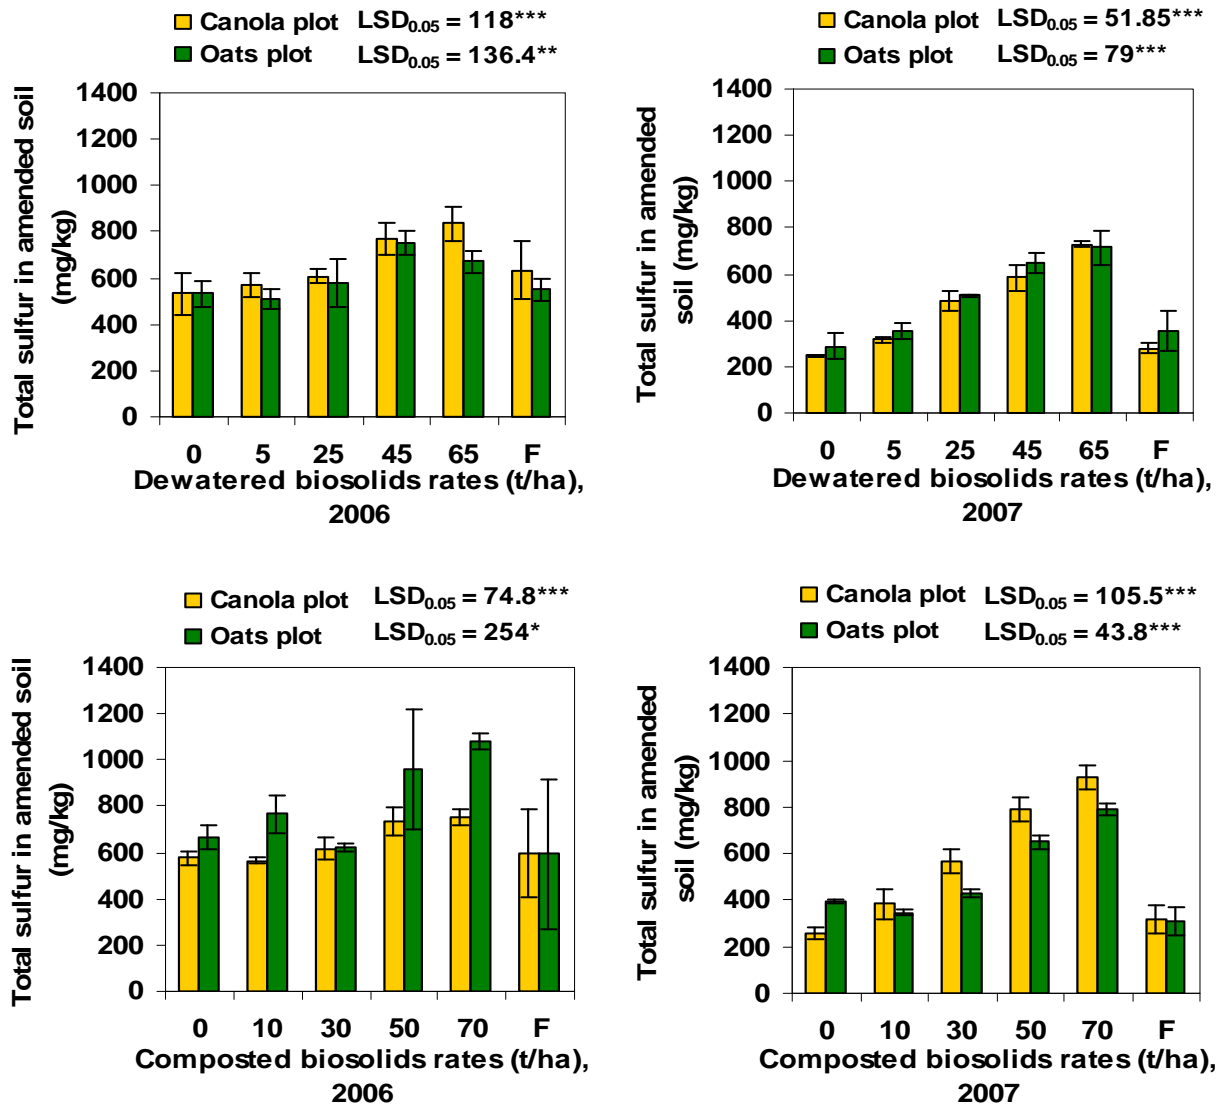 Canola plot LSD0.05 = 118***
Oats plot LSD0.05 = 136.4**
Total sulfur in amended soil
(mg/kg)
1400
1200
1000
800
600
400
200
0
0 5 25 45 65 F
Dewatered biosolids rates (t/ha),
2006
Canola plot LSD0.05 = 51.85***
Oats plot LSD0.05 = 79***
Total sulfur in amended
soil (mg/kg)
1400
1200
1000
800
600
400
200
0
0 5 25 45 65 F
Dewatered biosolids rates (t/ha),
2007
Canola plot LSD0.05 = 74.8***
Oats plot LSD0.05 = 254*
Total sulfur in amended soil
(mg/kg)
1400
1200
1000
800
600
400
200
0
0 10 30 50 70 F
Composted biosolids rates (t/ha),
2006
Canola plot LSD0.05 = 105.5***
Oats plot LSD0.05 = 43.8***
Total sulfur in amended
soil (mg/kg)
1400
1200
1000
800
600
400
200
0
0 10 30 50 70 F
Composted biosolids rates (t/ha),
2007